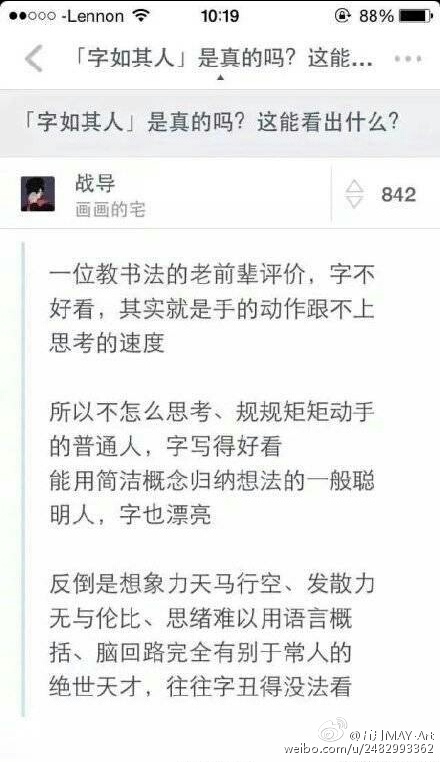 -Lennon 10:19 88%
「字如其人」是真的吗？这能...
「字如其人」是真的吗？这能看出什么？
战导
画画的宅
842
一位教书法的老前辈评价，字不
好看，其实就是手的动作跟不上
思考的速度
所以不怎么思考、规规矩矩动手
的普通人，字写得好看
能用简洁概念归纳想法的一般聪
明人，字也漂亮
反倒是想象力天马行空、发散力
无与伦比、思绪难以用语言概
括、脑回路完全有别于常人的
绝世天才，往往字丑得没法看
MAY-Art
weibo.com/u/2482993362